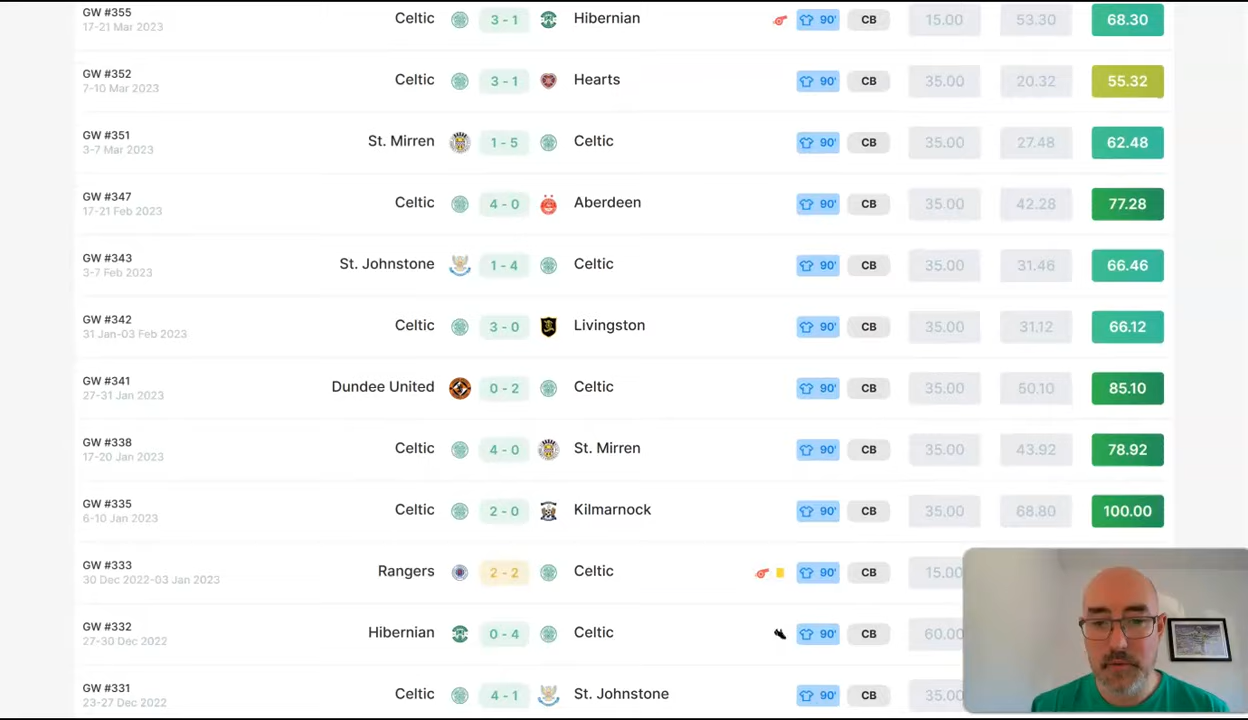 GW #355 Celtic 3 - 1 Hibernian 90' CB 15.00 53.30 68.30
17-21 Mar 2023
GW #352 Celtic 3 - 1 Hearts 90' CB 35.00 20.32 55.32
7-10 Mar 2023
GW #351 St. Mirren 1 - 5 Celtic 90' CB 35.00 27.48 62.48
3-7 Mar 2023
GW #347 Celtic 4 - 0 Aberdeen 90' CB 35.00 42.28 77.28
17-21 Feb 2023
GW #343 St. Johnstone 1 - 4 Celtic 90' CB 35.00 31.46 66.46
3-7 Feb 2023
GW #342 Celtic 3 - 0 Livingston 90' CB 35.00 31.12 66.12
31 Jan-03 Feb 2023
GW #341 Dundee United 0 - 2 Celtic 90' CB 35.00 50.10 85.10
27-31 Jan 2023
GW #338 Celtic 4 - 0 St. Mirren 90' CB 35.00 43.92 78.92
17-20 Jan 2023
GW #335 Celtic 2 - 0 Kilmarnock 90' CB 35.00 68.80 100.00
6-10 Jan 2023
GW #333 Rangers 2 - 2 Celtic 90' CB 15.00
30 Dec 2022-03 Jan 2023
GW #332 Hibernian 0 - 4 Celtic 90' CB 60.00
27-30 Dec 2022
GW #331 Celtic 4 - 1 St. Johnstone 90' CB 35.00
23-27 Dec 2022